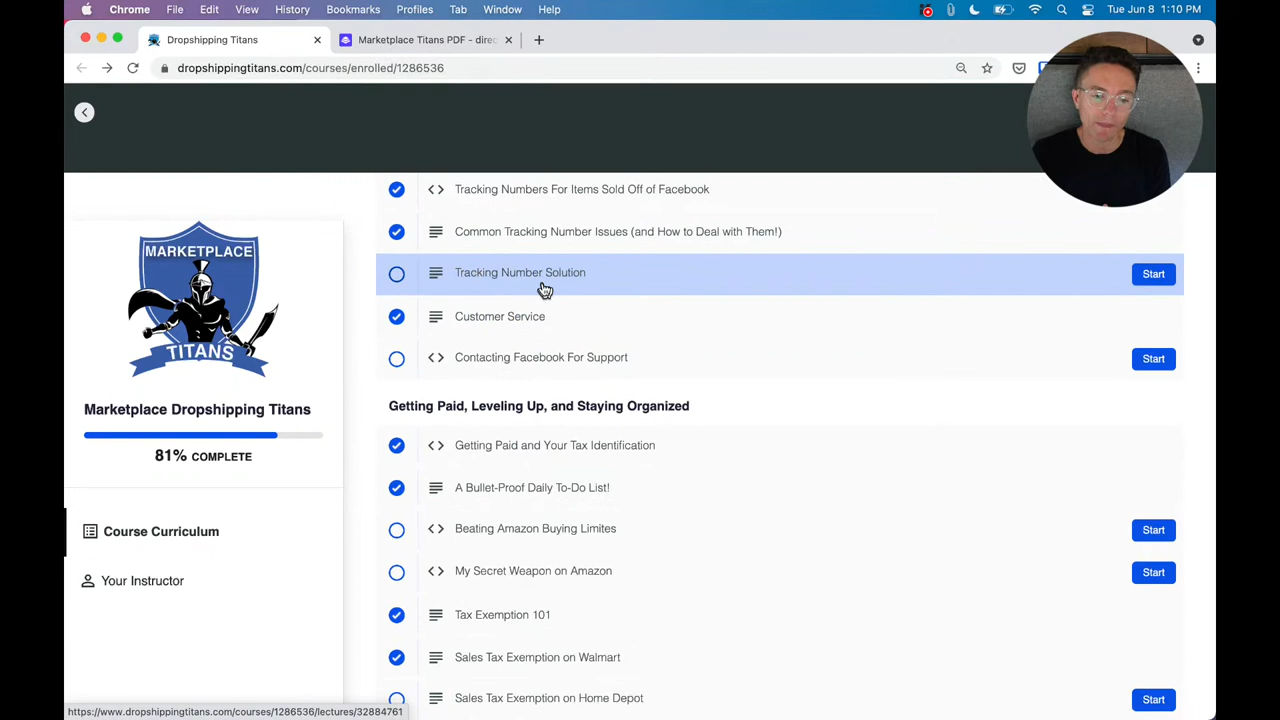 Chrome File Edit View History Bookmarks Profiles Tab Window Help Tue Jun 8 1:10 PM
Dropshipping Titans
Marketplace Titans PDF - direc
dropshippingtitans.com/courses/enrolled/1286536
Tracking Numbers For Items Sold Off of Facebook
Common Tracking Number Issues (and How to Deal with Them!)
Tracking Number Solution Start
Customer Service
Contacting Facebook For Support Start
MARKETPLACE
TITANS
Marketplace Dropshipping Titans
81% COMPLETE
Course Curriculum
Your Instructor
Getting Paid, Leveling Up, and Staying Organized
Getting Paid and Your Tax Identification
A Bullet-Proof Daily To-Do List!
Beating Amazon Buying Limites Start
My Secret Weapon on Amazon Start
Tax Exemption 101
Sales Tax Exemption on Walmart
Sales Tax Exemption on Home Depot Start
https://www.dropshippingtitans.com/courses/1286536/lectures/32884761